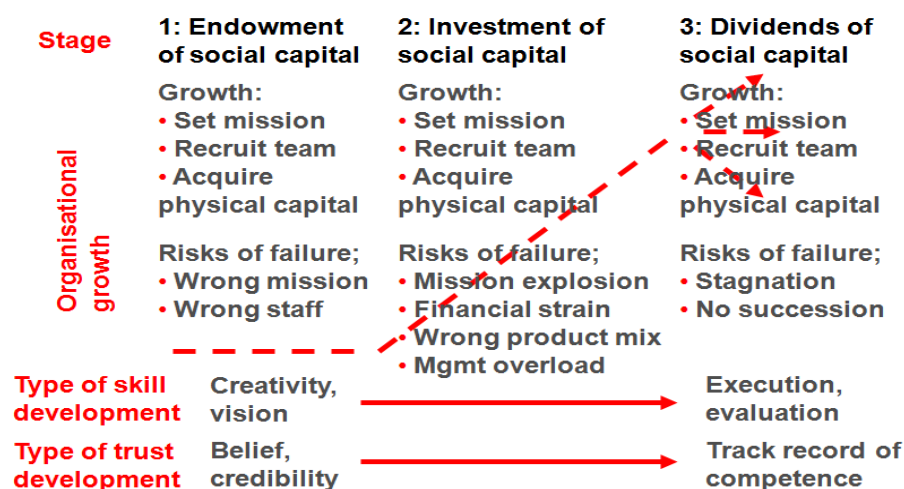 Stage
1: Endowment
of social capital
2: Investment of
social capital
3: Dividends of
social capital
Organisational
growth
Growth:
• Set mission
• Recruit team
• Acquire
physical capital
Risks of failure;
• Wrong mission
• Wrong staff
Growth:
• Set mission
• Recruit team
• Acquire
physical capital
Risks of failure;
• Mission explosion
• Financial strain
• Wrong product mix
• Mgmt overload
Growth:
• Set mission
• Recruit team
• Acquire
physical capital
Risks of failure;
• Stagnation
• No succession
Type of skill
development
Creativity,
vision
Execution,
evaluation
Type of trust
development
Belief,
credibility
Track record of
competence